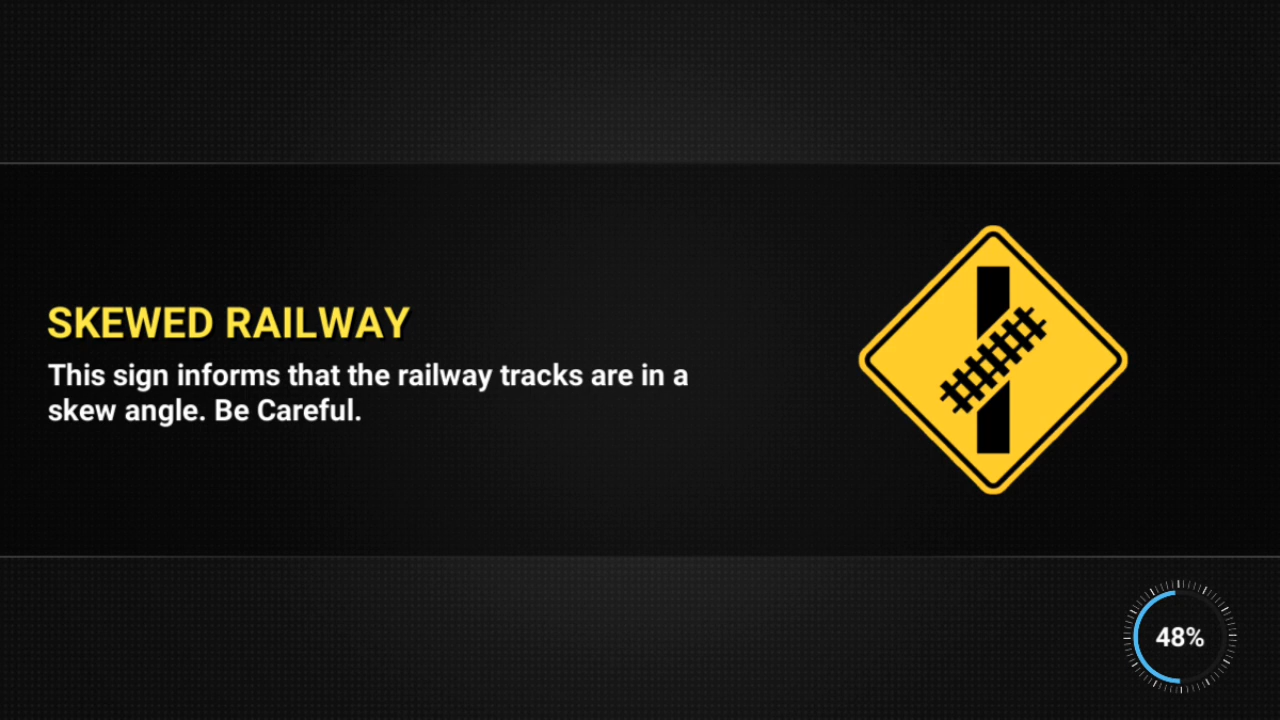 SKEWED RAILWAY
This sign informs that the railway tracks are in a
skew angle. Be Careful.
48%